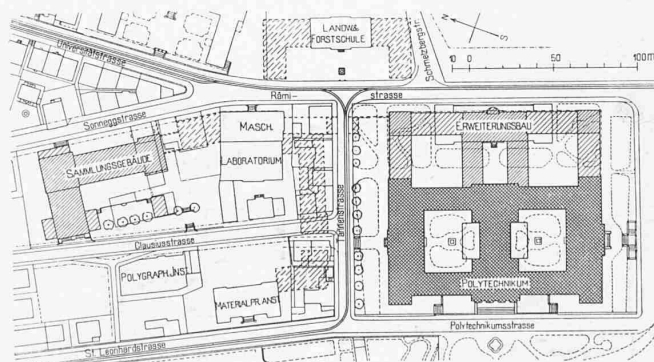 Universitätstrasse
LANDW.&
FORSTSCHULE
Schmelzbergstr.
N
S
10 0 50 100 m
Rämi-
strasse
Sonneggstrasse
MASCH.
LABORATORIUM
ERWEITERUNGSBAU
SAMMLUNGSGEBÄUDE
Tannenstrasse
Clausiusstrasse
POLYGRAPH.INST.
MATERIALPR.ANST.
POLYTECHNIKUM
St. Leonhardstrasse
Polytechnikumsstrasse